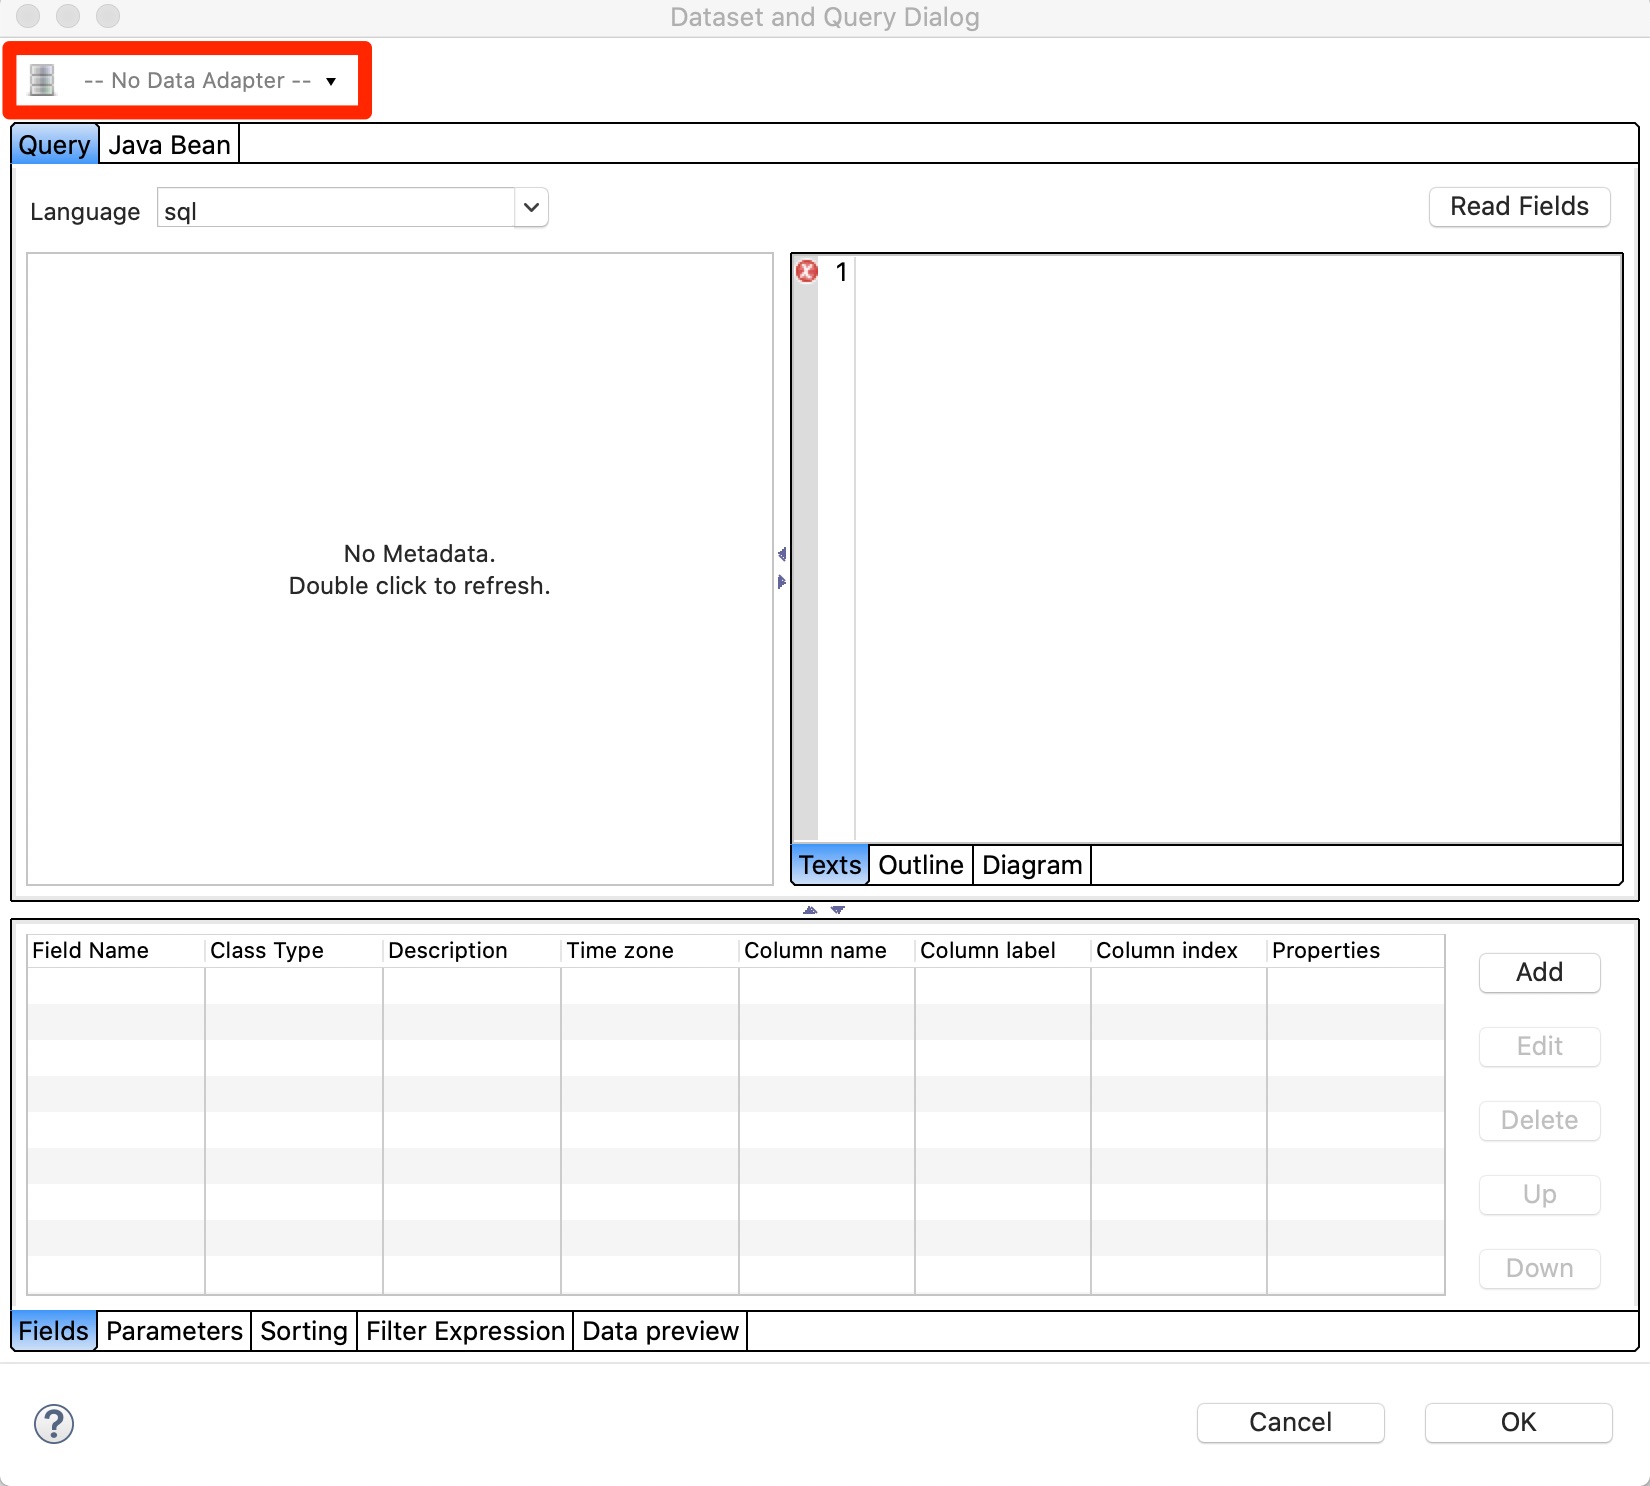 Dataset and Query Dialog
-- No Data Adapter --
Query Java Bean
Language sql Read Fields
1
No Metadata.
Double click to refresh.
Texts Outline Diagram
Field Name Class Type Description Time zone Column name Column label Column index Properties
Add
Edit
Delete
Up
Down
Fields Parameters Sorting Filter Expression Data preview
? Cancel OK